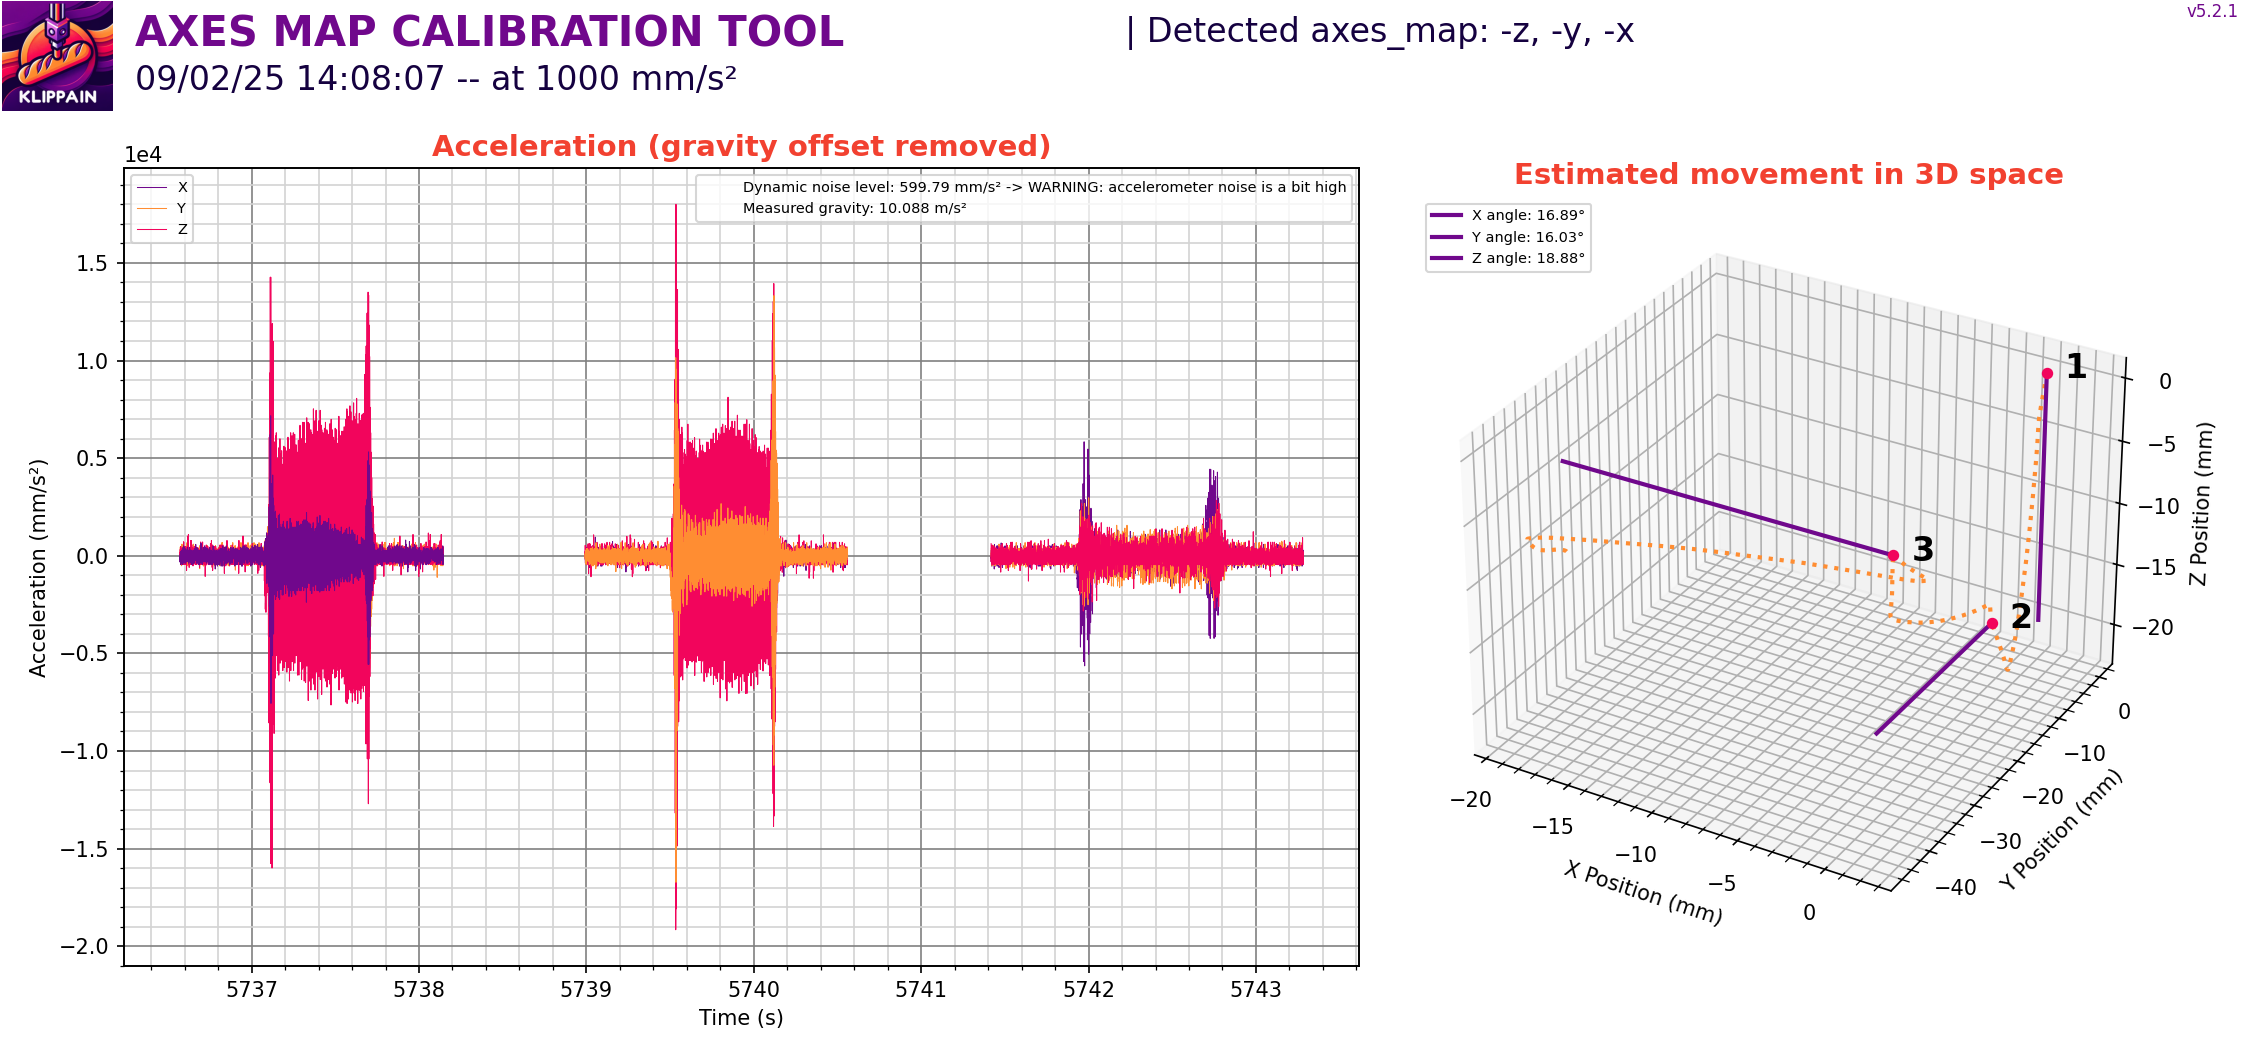 KLIPPAIN
AXES MAP CALIBRATION TOOL
| Detected axes_map: -z, -y, -x
v5.2.1
09/02/25 14:08:07 -- at 1000 mm/s²
Acceleration (gravity offset removed)
1e4
X
Y
Z
Dynamic noise level: 599.79 mm/s² -> WARNING: accelerometer noise is a bit high
Measured gravity: 10.088 m/s²
Acceleration (mm/s²)
1.5
1.0
0.5
0.0
−0.5
−1.0
−1.5
−2.0
5737
5738
5739
5740
5741
5742
5743
Time (s)
Estimated movement in 3D space
X angle: 16.89°
Y angle: 16.03°
Z angle: 18.88°
1
2
3
0
−5
−10
−15
−20
Z Position (mm)
0
−10
−20
−30
−40
Y Position (mm)
−20
−15
−10
−5
0
X Position (mm)